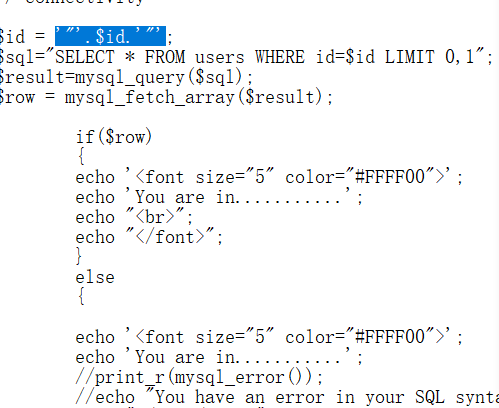 / connectivity
$id = '"'.$id.'"';
$sql="SELECT * FROM users WHERE id=$id LIMIT 0,1";
$result=mysql_query($sql);
$row = mysql_fetch_array($result);
if($row)
{
echo '<font size="5" color="#FFFF00">';
echo 'You are in...........';
echo "<br>";
echo "</font>";
}
else
{
echo '<font size="5" color="#FFFF00">';
echo 'You are in...........';
//print_r(mysql_error());
//echo "You have an error in your SQL synta